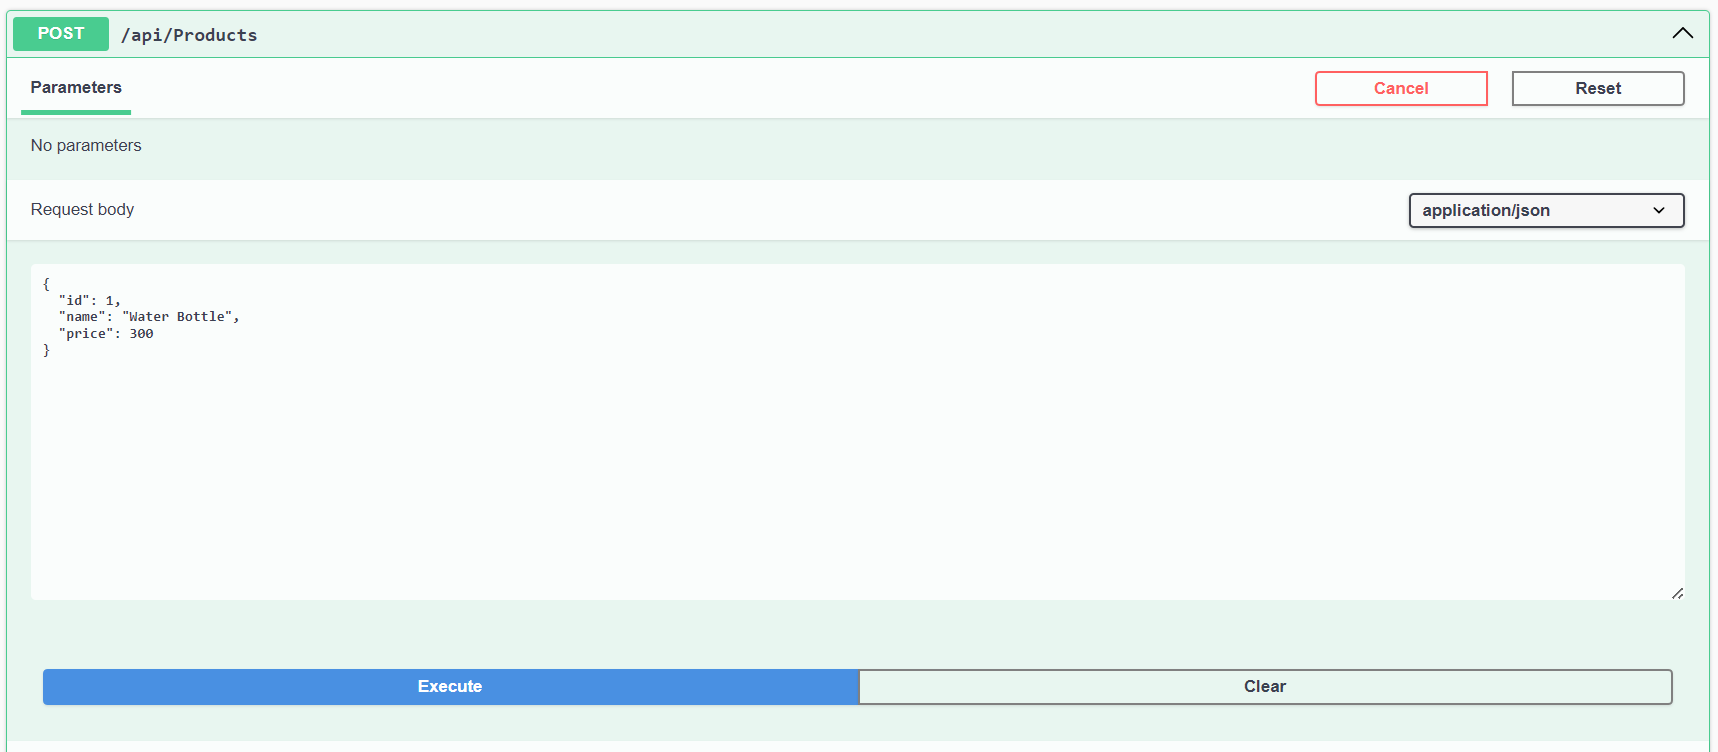 POST /api/Products
Parameters
Cancel
Reset
No parameters
Request body
application/json
{
  "id": 1,
  "name": "Water Bottle",
  "price": 300
}
Execute
Clear